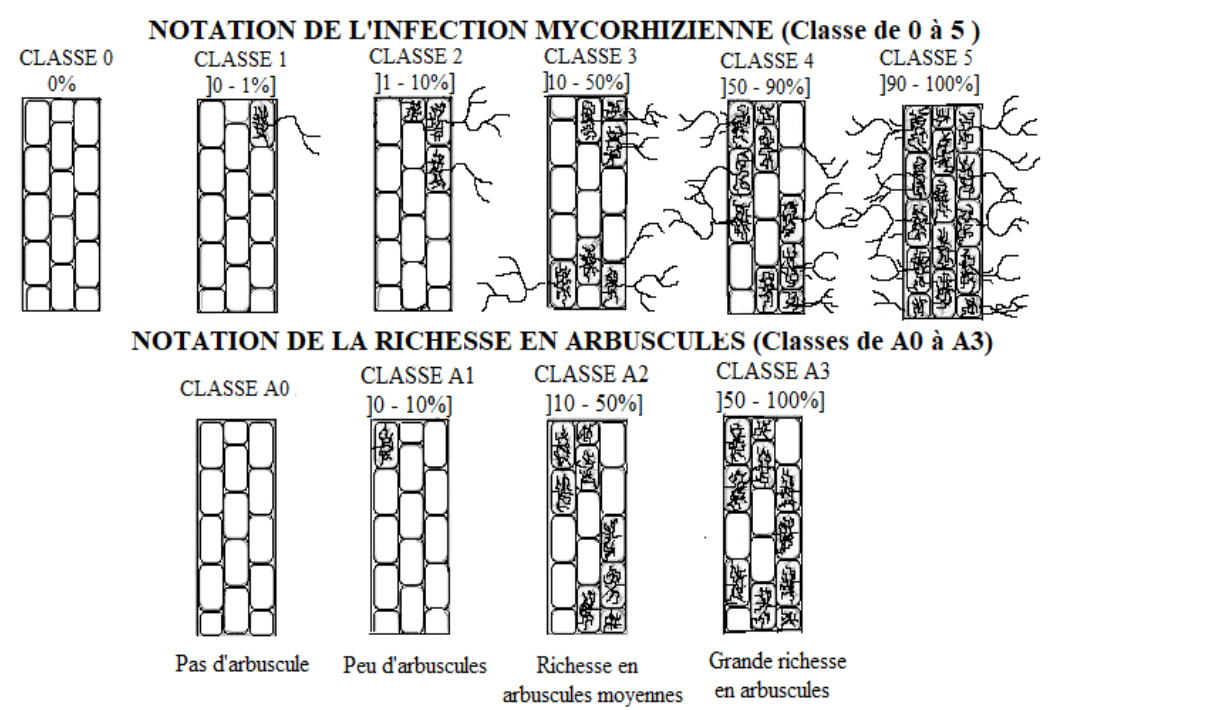 NOTATION DE L'INFECTION MYCORHIZIENNE (Classe de 0 à 5 )
CLASSE 0
0%
CLASSE 1
]0 - 1%]
CLASSE 2
]1 - 10%]
CLASSE 3
]10 - 50%]
CLASSE 4
]50 - 90%]
CLASSE 5
]90 - 100%]
NOTATION DE LA RICHESSE EN ARBUSCULES (Classes de A0 à A3)
CLASSE A0
CLASSE A1
]0 - 10%]
CLASSE A2
]10 - 50%]
CLASSE A3
]50 - 100%]
Pas d'arbuscule
Peu d'arbuscules
Richesse en
arbuscules moyennes
Grande richesse
en arbuscules